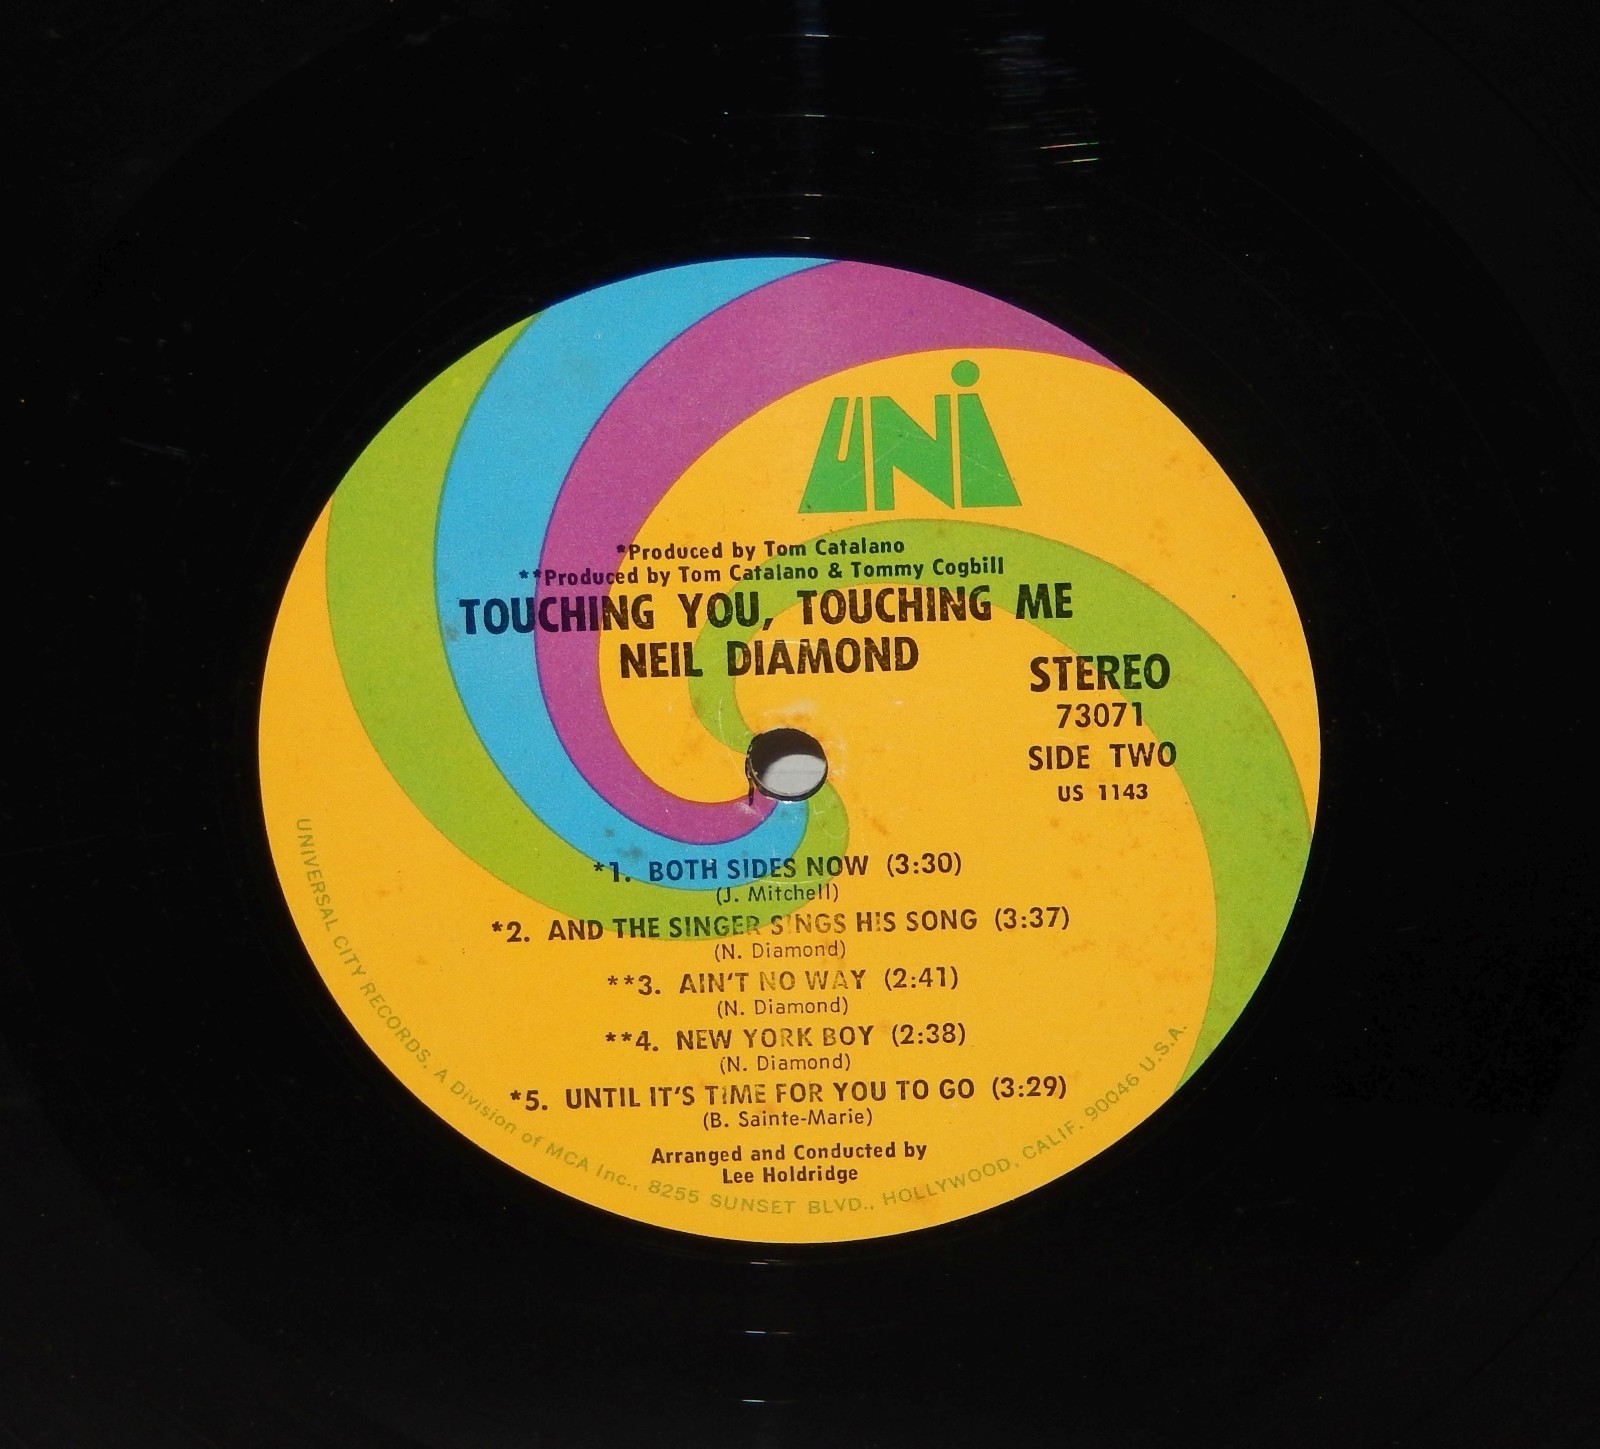 UNi
*Produced by Tom Catalano
**Produced by Tom Catalano & Tommy Cogbill
TOUCHING YOU, TOUCHING ME
NEIL DIAMOND
STEREO
73071
SIDE TWO
US 1143
*1. BOTH SIDES NOW (3:30)
(J. Mitchell)
*2. AND THE SINGER SINGS HIS SONG (3:37)
(N. Diamond)
**3. AIN'T NO WAY (2:41)
(N. Diamond)
**4. NEW YORK BOY (2:38)
(N. Diamond)
*5. UNTIL IT'S TIME FOR YOU TO GO (3:29)
(B. Sainte-Marie)
Arranged and Conducted by
Lee Holdridge
UNIVERSAL CITY RECORDS, A Division of MCA Inc., 8255 SUNSET BLVD., HOLLYWOOD, CALIF. 90046 U.S.A.